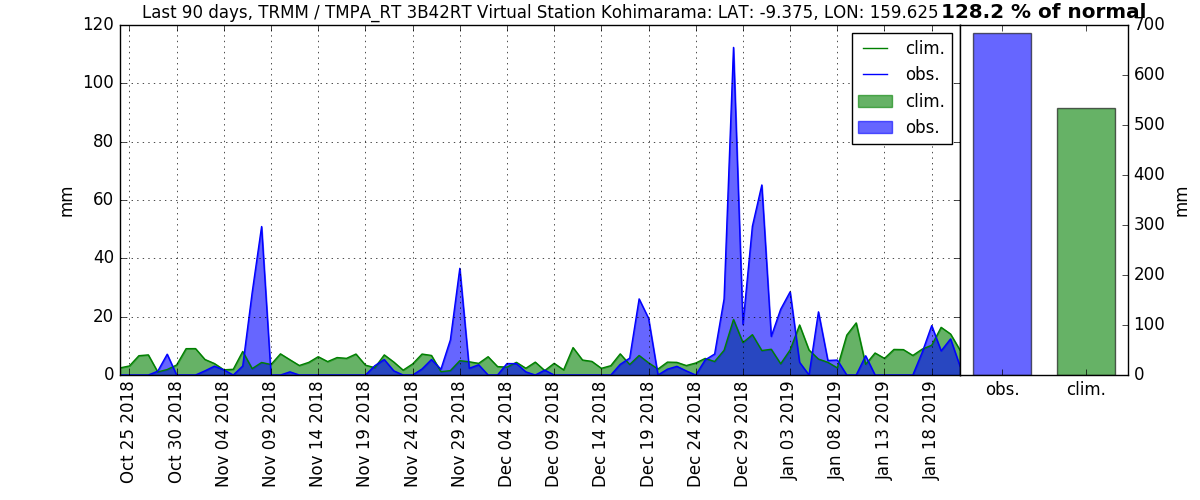 Last 90 days, TRMM / TMPA_RT 3B42RT Virtual Station Kohimarama: LAT: -9.375, LON: 159.625
128.2 % of normal
120
100
80
60
40
20
0
mm
clim.
obs.
clim.
obs.
Oct 25 2018
Oct 30 2018
Nov 04 2018
Nov 09 2018
Nov 14 2018
Nov 19 2018
Nov 24 2018
Nov 29 2018
Dec 04 2018
Dec 09 2018
Dec 14 2018
Dec 19 2018
Dec 24 2018
Dec 29 2018
Jan 03 2019
Jan 08 2019
Jan 13 2019
Jan 18 2019
700
600
500
400
300
200
100
0
mm
obs.
clim.